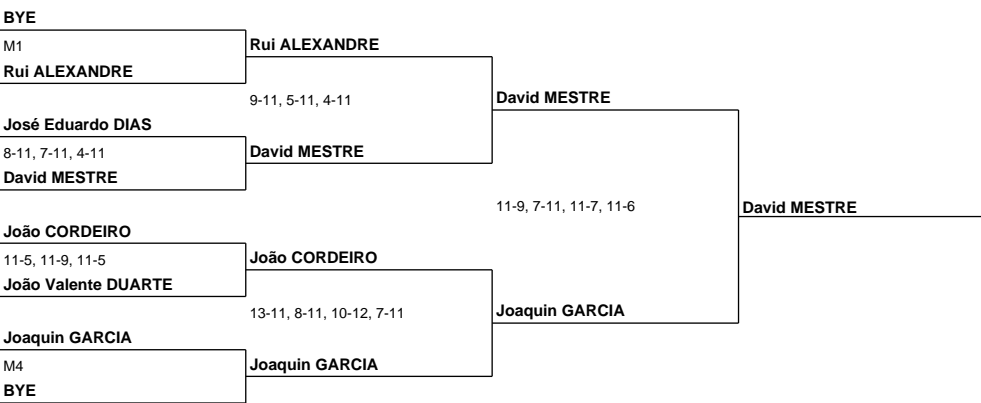 BYE
M1
Rui ALEXANDRE
Rui ALEXANDRE
9-11, 5-11, 4-11
José Eduardo DIAS
8-11, 7-11, 4-11
David MESTRE
David MESTRE
David MESTRE
11-9, 7-11, 11-7, 11-6
David MESTRE
João CORDEIRO
11-5, 11-9, 11-5
João Valente DUARTE
João CORDEIRO
13-11, 8-11, 10-12, 7-11
Joaquin GARCIA
Joaquin GARCIA
M4
BYE
Joaquin GARCIA